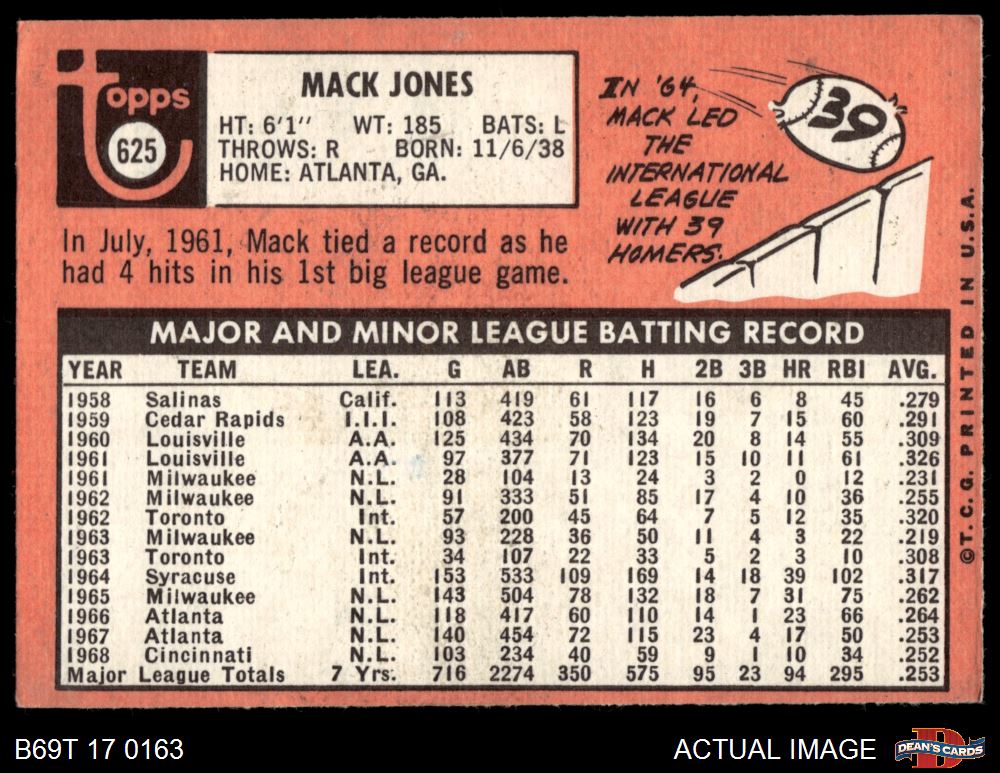 Topps
625
MACK JONES
HT: 6'1" WT: 185 BATS: L
THROWS: R BORN: 11/6/38
HOME: ATLANTA, GA.
In July, 1961, Mack tied a record as he
had 4 hits in his 1st big league game.
IN '64,
MACK LED
THE
INTERNATIONAL
LEAGUE
WITH 39
HOMERS.
39
MAJOR AND MINOR LEAGUE BATTING RECORD
YEAR TEAM LEA. G AB R H 2B 3B HR RBI AVG.
1958 Salinas Calif. 113 419 61 117 16 6 8 45 .279
1959 Cedar Rapids I.I.I. 108 423 58 123 19 7 15 60 .291
1960 Louisville A.A. 125 434 70 134 20 8 14 55 .309
1961 Louisville A.A. 97 377 71 123 15 10 11 61 .326
1961 Milwaukee N.L. 28 104 13 24 3 2 0 12 .231
1962 Milwaukee N.L. 91 333 51 85 17 4 10 36 .255
1962 Toronto Int. 57 200 45 64 7 5 12 35 .320
1963 Milwaukee N.L. 93 228 36 50 11 4 3 22 .219
1963 Toronto Int. 34 107 22 33 5 2 3 10 .308
1964 Syracuse Int. 153 533 109 169 14 18 39 102 .317
1965 Milwaukee N.L. 143 504 78 132 18 7 31 75 .262
1966 Atlanta N.L. 118 417 60 110 14 1 23 66 .264
1967 Atlanta N.L. 140 454 72 115 23 4 17 50 .253
1968 Cincinnati N.L. 103 234 40 59 9 1 10 34 .252
Major League Totals 7 Yrs. 716 2274 350 575 95 23 94 295 .253
©T.C.G. PRINTED IN U.S.A.
B69T 17 0163
ACTUAL IMAGE
D
DEAN'S CARDS